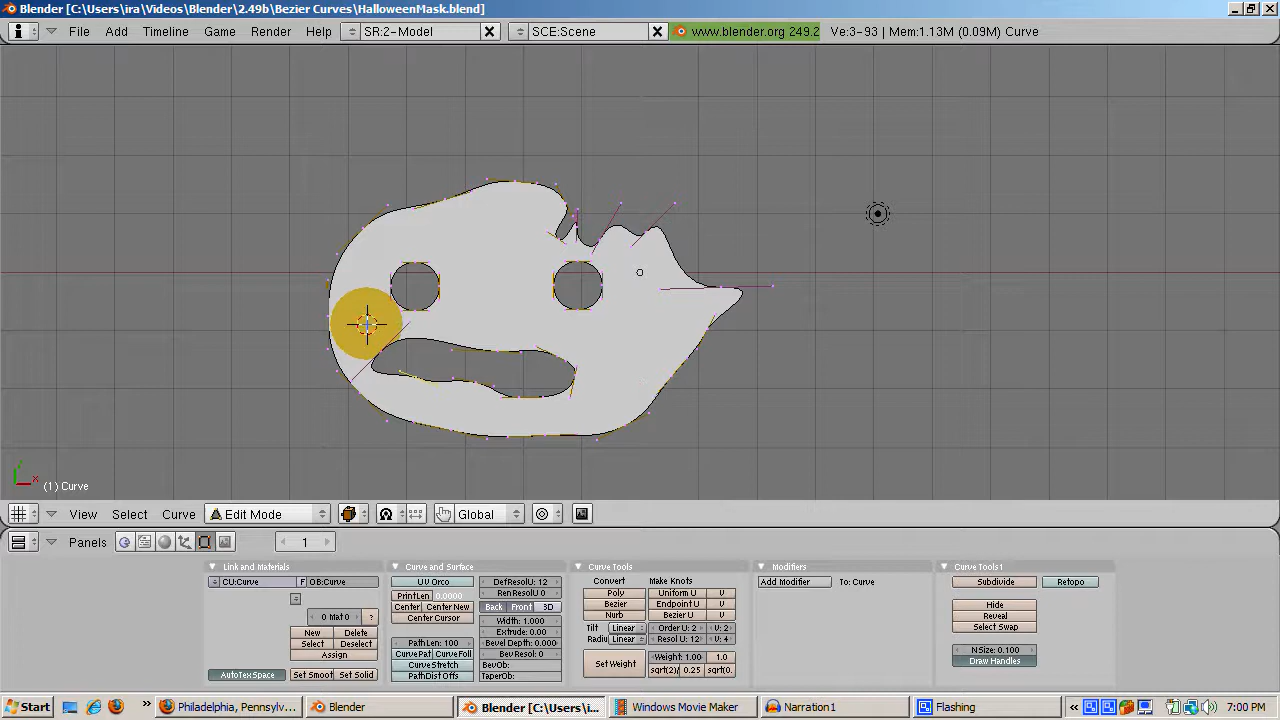 Blender [C:\Users\ira\Videos\Blender\2.49b\Bezier Curves\HalloweenMask.blend]
File Add Timeline Game Render Help SR:2-Model SCE:Scene www.blender.org 249.2 Ve:3-93 | Mem:1.13M (0.09M) Curve
(1) Curve
View Select Curve Edit Mode Global
Panels 1
Link and Materials Curve and Surface Curve Tools Modifiers Curve Tools1
CU:Curve F OB:Curve UV Orco DefResolU: 12 Convert Make Knots Add Modifier To: Curve Subdivide Retopo
PrintLen 0.0000 RenResolU 0 Poly Uniform U V
Center Center New Back Front 3D Bezier Endpoint U V Hide
0 Mat 0 ? Center Cursor Width: 1.000 Nurb Bezier U V Reveal
New Delete Extrude: 0.00 Tilt Linear Order U: 2 V: 2 Select Swap
Select Deselect PathLen: 100 Bevel Depth: 0.000 Radiu Linear Resol U: 12 V: 4
Assign CurvePat CurveFoll BevResol: 0 Set Weight Weight: 1.00 1.0 NSize: 0.100
CurveStretch BevOb: sqrt(2)/ 0.25 sqrt(0. Draw Handles
AutoTexSpace Set Smoot Set Solid PathDist Offs TaperOb:
Start » Philadelphia, Pennsylv... Blender Blender [C:\Users\i... Windows Movie Maker Narration1 Flashing « 7:00 PM